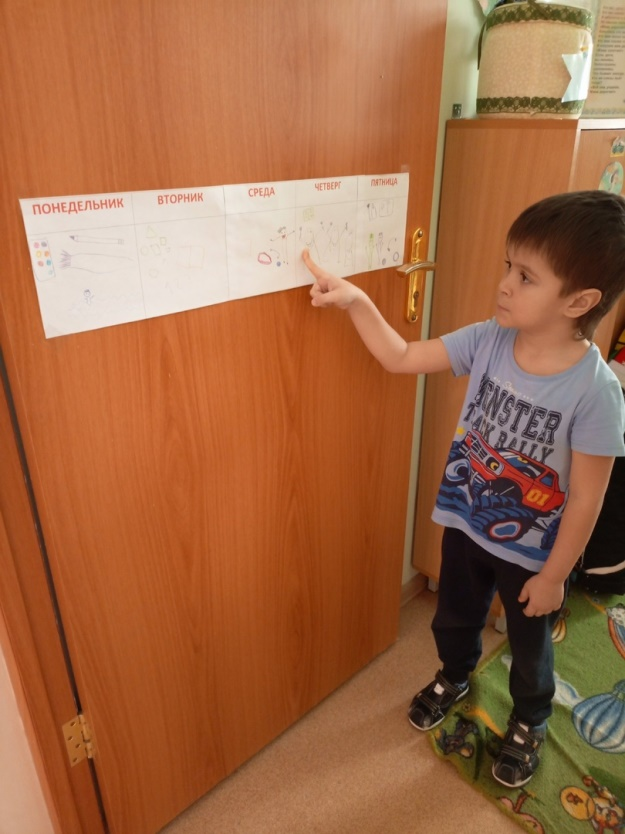 ПОНЕДЕЛЬНИК
ВТОРНИК
СРЕДА
ЧЕТВЕРГ
ПЯТНИЦА
MONSTER
TRUCK RALLY
01